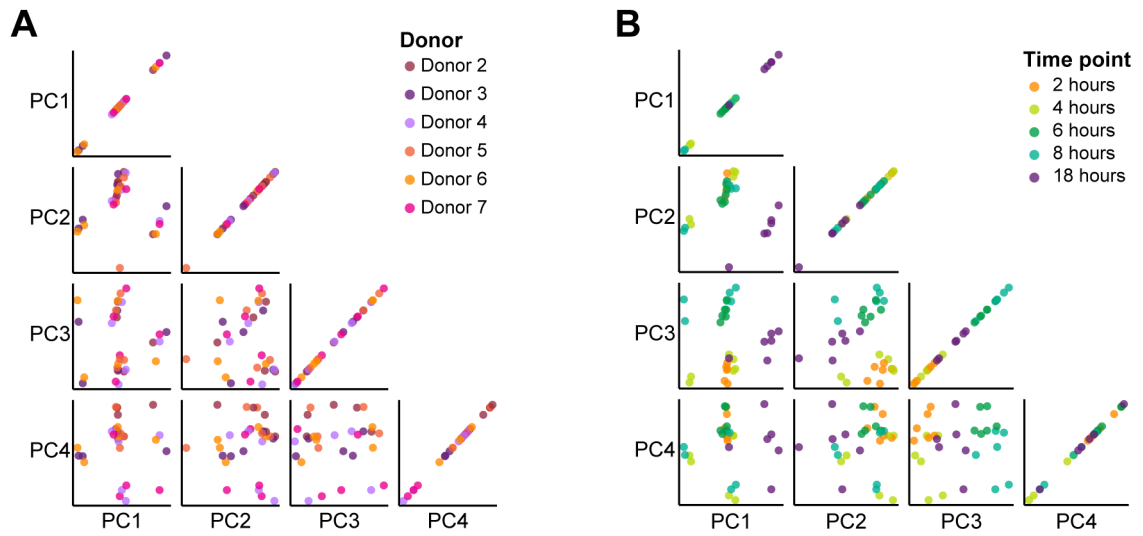 A
Donor
Donor 2
Donor 3
Donor 4
Donor 5
Donor 6
Donor 7
PC1
PC2
PC3
PC4
PC1 PC2 PC3 PC4
B
Time point
2 hours
4 hours
6 hours
8 hours
18 hours
PC1
PC2
PC3
PC4
PC1 PC2 PC3 PC4